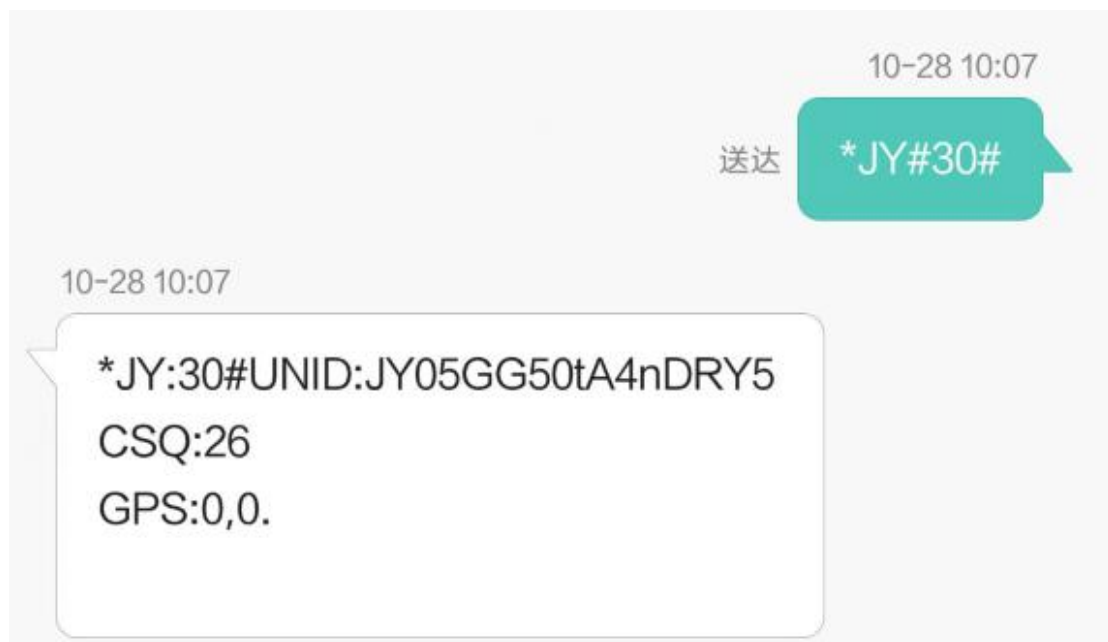 10-28 10:07
送达 *JY#30#
10-28 10:07
*JY:30#UNID:JY05GG50tA4nDRY5
CSQ:26
GPS:0,0.